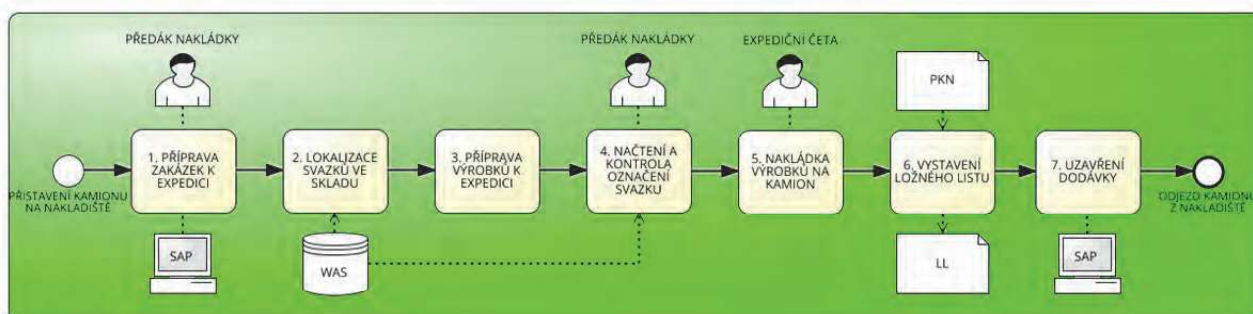 PŘEDÁK NAKLÁDKY
PŘEDÁK NAKLÁDKY
EXPEDIČNÍ ČETA
PKN
PŘISTAVENÍ KAMIONU
NA NAKLADIŠTĚ
1. PŘÍPRAVA
ZAKÁZEK K
EXPEDICI
2. LOKALIZACE
SVAZKŮ VE
SKLADU
3. PŘÍPRAVA
VÝROBKŮ K
EXPEDICI
4. NAČTENÍ A
KONTROLA
OZNAČENÍ
SVAZKU
5. NAKLÁDKA
VÝROBKŮ NA
KAMION
6. VYSTAVENÍ
LOŽNÉHO LISTU
7. UZAVŘENÍ
DODÁVKY
ODJEZD KAMIONU
Z NAKLADIŠTĚ
SAP
WAS
LL
SAP